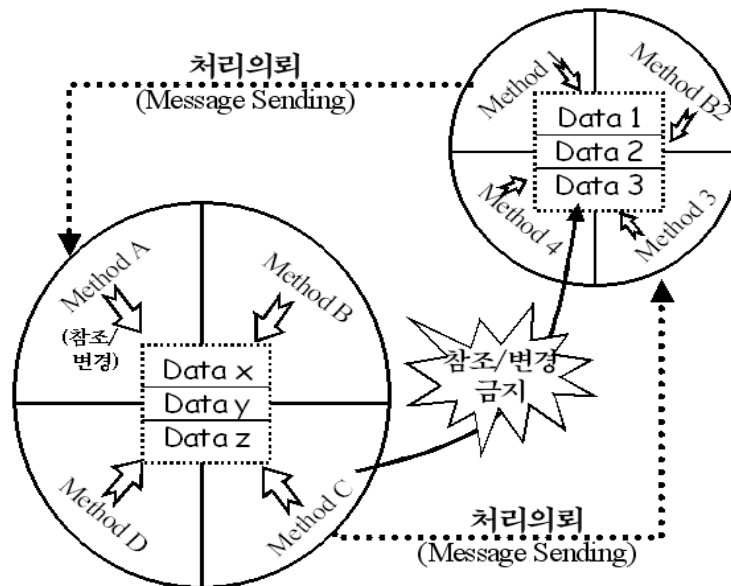 처리의뢰
(Message Sending)
Method 1
Method B2
Data 1
Data 2
Data 3
Method 4
Method 3
Method A
(참조/
변경)
Method B
Data x
Data y
Data z
Method D
Method C
참조/변경
금지
처리의뢰
(Message Sending)